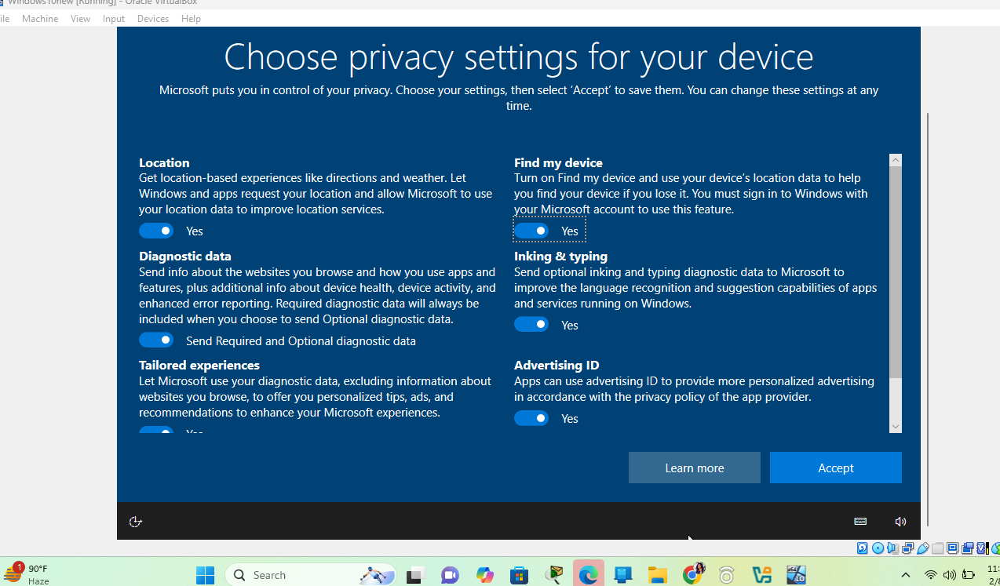 Windows10new [Running] - Oracle VirtualBox
ile Machine View Input Devices Help
Choose privacy settings for your device
Microsoft puts you in control of your privacy. Choose your settings, then select ‘Accept’ to save them. You can change these settings at any
time.
Location
Get location-based experiences like directions and weather. Let
Windows and apps request your location and allow Microsoft to use
your location data to improve location services.
Yes
Find my device
Turn on Find my device and use your device’s location data to help
you find your device if you lose it. You must sign in to Windows with
your Microsoft account to use this feature.
Yes
Diagnostic data
Send info about the websites you browse and how you use apps and
features, plus additional info about device health, device activity, and
enhanced error reporting. Required diagnostic data will always be
included when you choose to send Optional diagnostic data.
Send Required and Optional diagnostic data
Inking & typing
Send optional inking and typing diagnostic data to Microsoft to
improve the language recognition and suggestion capabilities of apps
and services running on Windows.
Yes
Tailored experiences
Let Microsoft use your diagnostic data, excluding information about
websites you browse, to offer you personalized tips, ads, and
recommendations to enhance your Microsoft experiences.
Yes
Advertising ID
Apps can use advertising ID to provide more personalized advertising
in accordance with the privacy policy of the app provider.
Yes
Learn more
Accept
1
90°F
Haze
Search
11:
2/